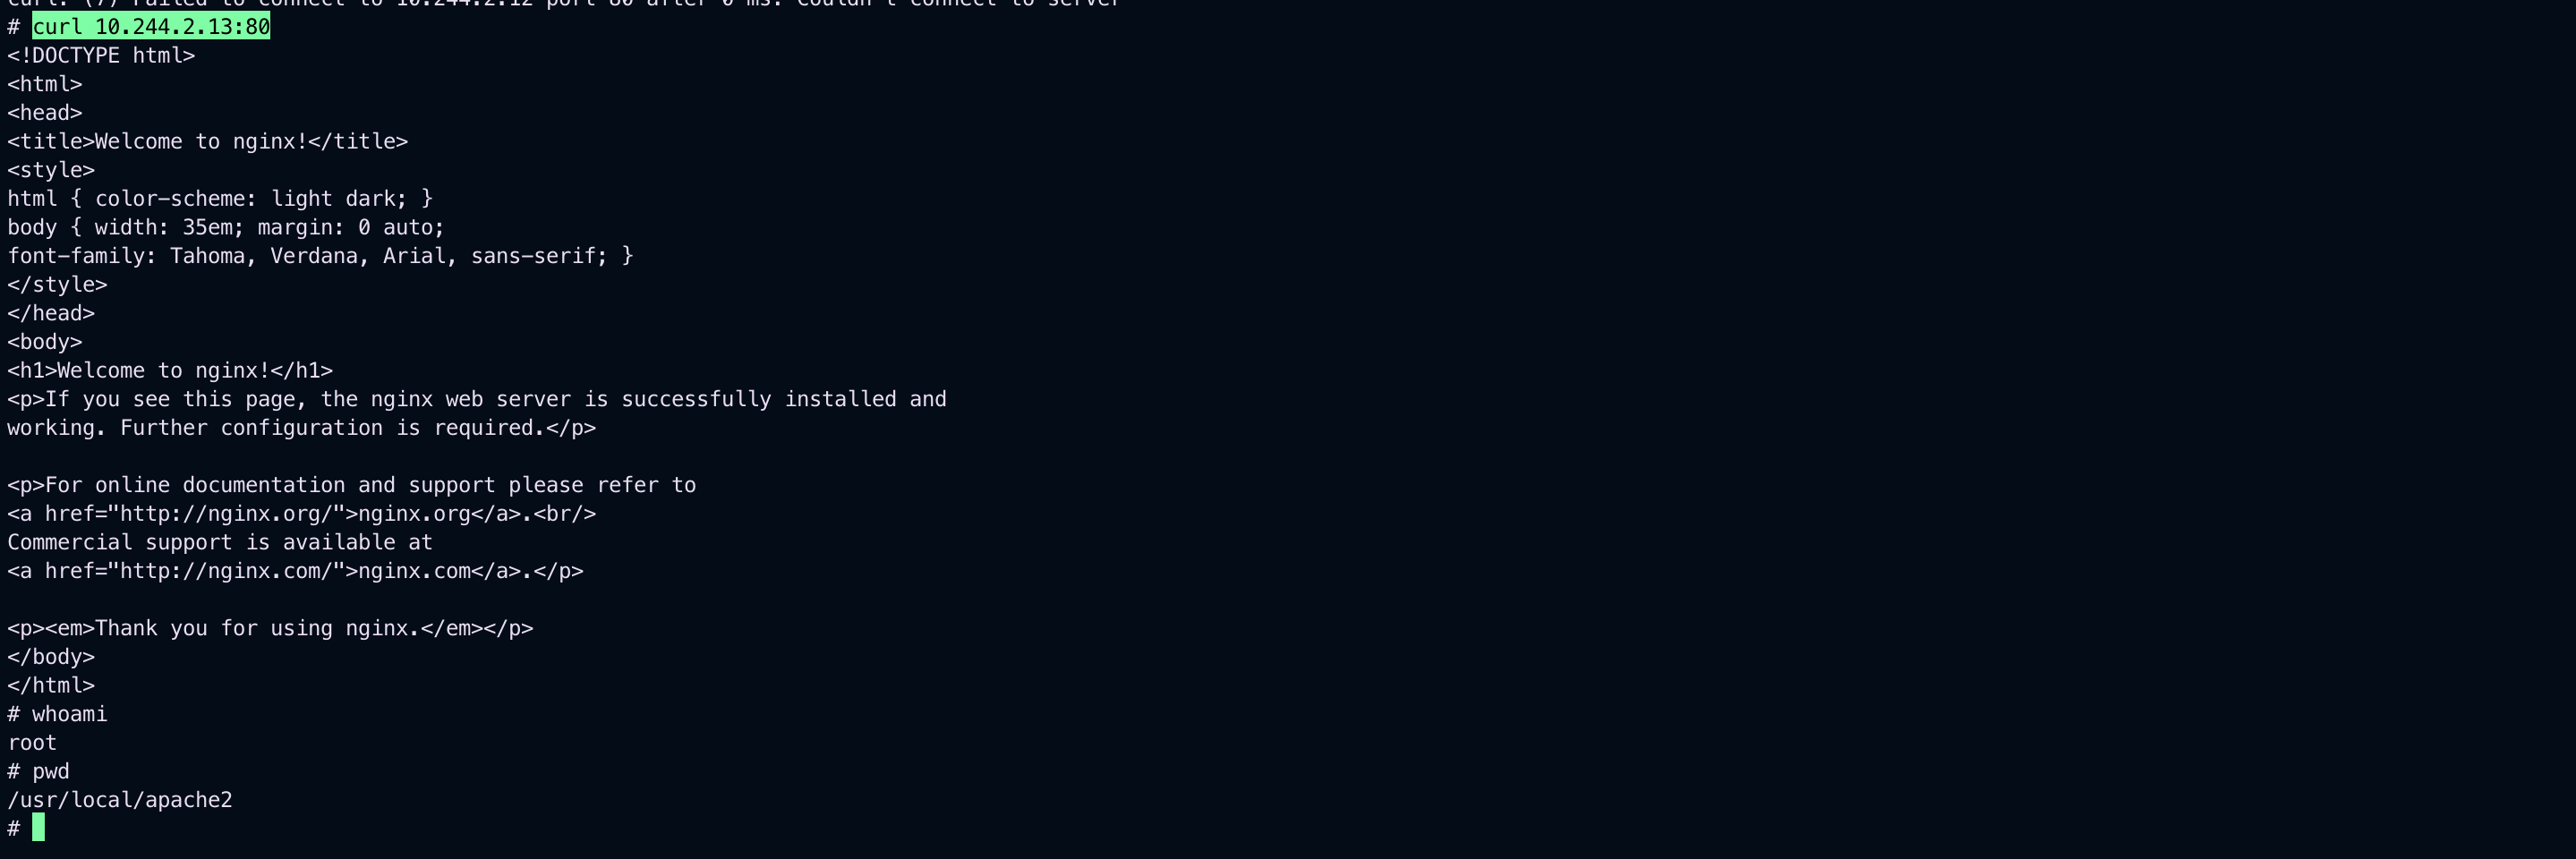 curl: (7) Failed to connect to 10.244.2.12 port 80 after 0 ms: Couldn't connect to server
# curl 10.244.2.13:80
<!DOCTYPE html>
<html>
<head>
<title>Welcome to nginx!</title>
<style>
html { color-scheme: light dark; }
body { width: 35em; margin: 0 auto;
font-family: Tahoma, Verdana, Arial, sans-serif; }
</style>
</head>
<body>
<h1>Welcome to nginx!</h1>
<p>If you see this page, the nginx web server is successfully installed and
working. Further configuration is required.</p>

<p>For online documentation and support please refer to
<a href="http://nginx.org/">nginx.org</a>.<br/>
Commercial support is available at
<a href="http://nginx.com/">nginx.com</a>.</p>

<p><em>Thank you for using nginx.</em></p>
</body>
</html>
# whoami
root
# pwd
/usr/local/apache2
#